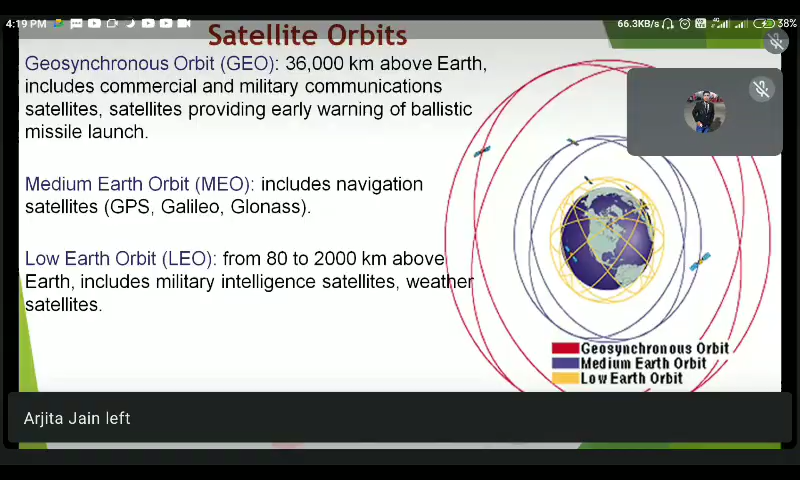 4:19 PM
66.3KB/s
4G
38%
Satellite Orbits
Geosynchronous Orbit (GEO): 36,000 km above Earth,
includes commercial and military communications
satellites, satellites providing early warning of ballistic
missile launch.
Medium Earth Orbit (MEO): includes navigation
satellites (GPS, Galileo, Glonass).
Low Earth Orbit (LEO): from 80 to 2000 km above
Earth, includes military intelligence satellites, weather
satellites.
Geosynchronous Orbit
Medium Earth Orbit
Low Earth Orbit
Arjita Jain left